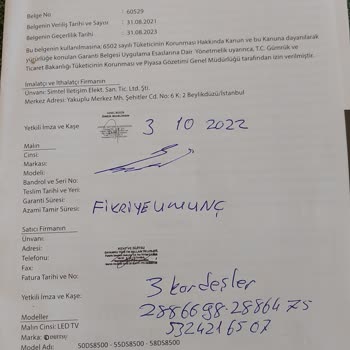 Belge No : 60529
Belgenin Veriliş Tarihi ve Sayısı : 31.08.2021
Belgenin Geçerlilik Tarihi : 31.08.2023
Bu belgenin kullanılmasına; 6502 sayılı Tüketicinin Korunması Hakkında Kanun ve bu Kanuna dayanılarak
yürürlüğe konulan Garanti Belgesi Uygulama Esaslarına Dair Yönetmelik uyarınca, T.C. Gümrük ve
Ticaret Bakanlığı Tüketicinin Korunması ve Piyasa Gözetimi Genel Müdürlüğü tarafından izin verilmiştir.
İmalatçı ve İthalatçı Firmanın
Unvanı: Simtel İletişim Elekt. San. Tic. Ltd. Şti.
Merkez Adresi: Yakuplu Merkez Mh. Şehitler Cd. No: 6 K: 2 Beylikdüzü/İstanbul
Yetkili İmza ve Kaşe 3 10 2022
Malın
Cinsi:
Markası:
Modeli:
Bandrol ve Seri No:
Teslim Tarihi ve Yeri:
Garanti Süresi:
Azami Tamir Süresi: FİKRİYE UMUNÇ
Satıcı Firmanın
Unvanı:
Adresi:
Telefonu:
Fax:
Fatura Tarihi ve No:
Yetkili İmza ve Kaşe: 3 kardeşler
Modeller 2886698-2886475
Malın Cinsi: LED TV 5324216507
Marka:
Model Adı: 50DS8500 - 55DS8500 - 58DS8500